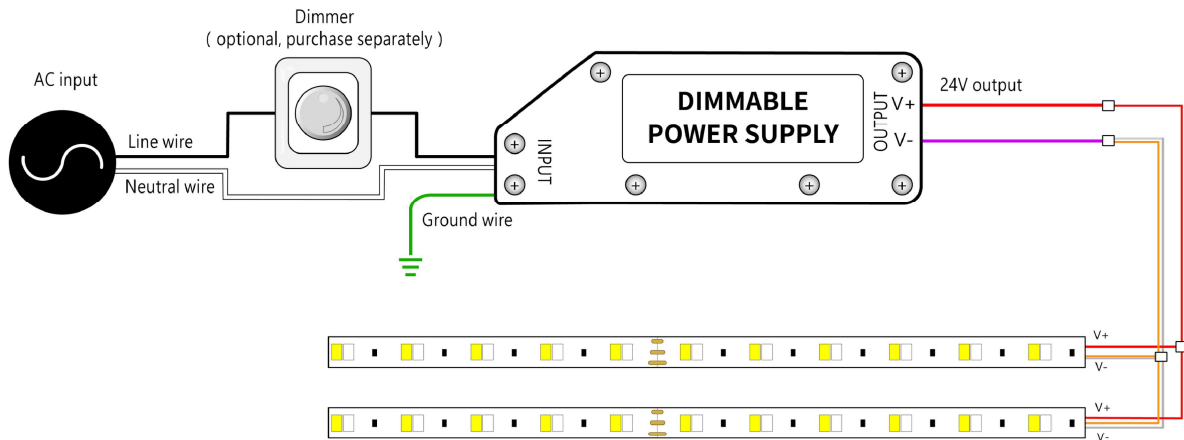 Dimmer
( optional, purchase separately )
AC input
Line wire
Neutral wire
Ground wire
INPUT
DIMMABLE
POWER SUPPLY
OUTPUT
V+
V-
24V output
V+
V-
V+
V-